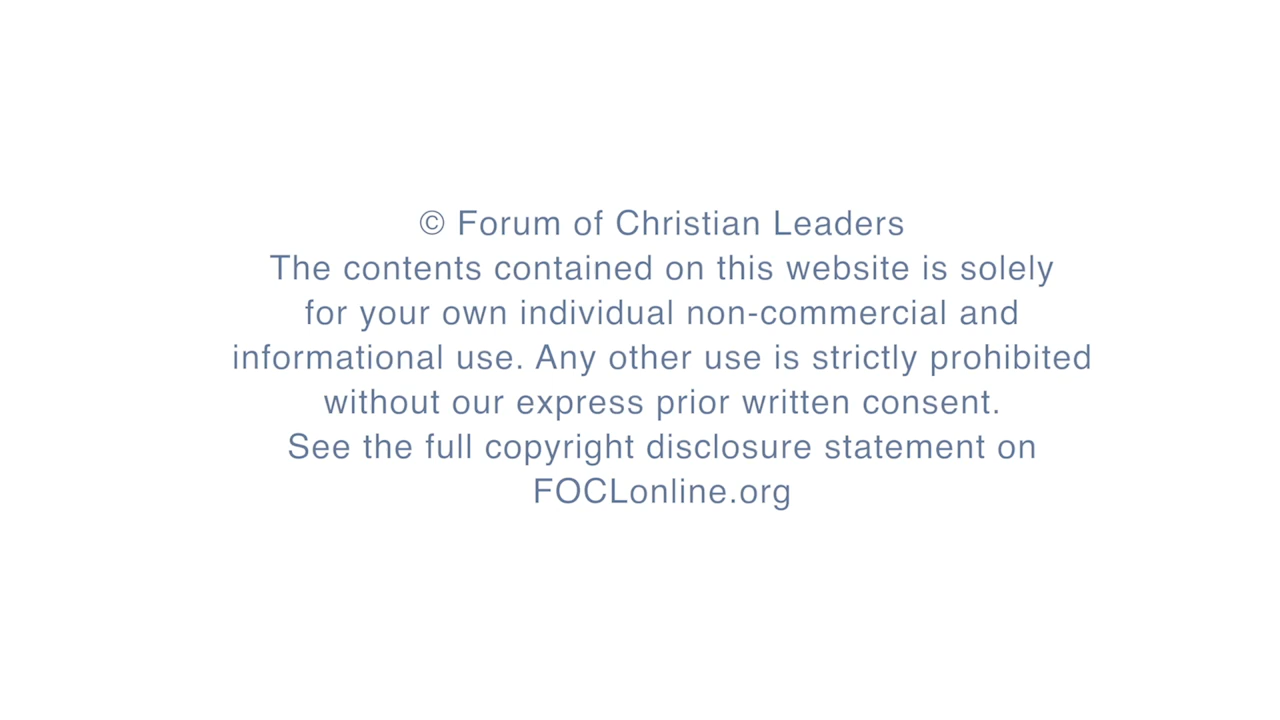 © Forum of Christian Leaders
The contents contained on this website is solely
for your own individual non-commercial and
informational use. Any other use is strictly prohibited
without our express prior written consent.
See the full copyright disclosure statement on
FOCLonline.org